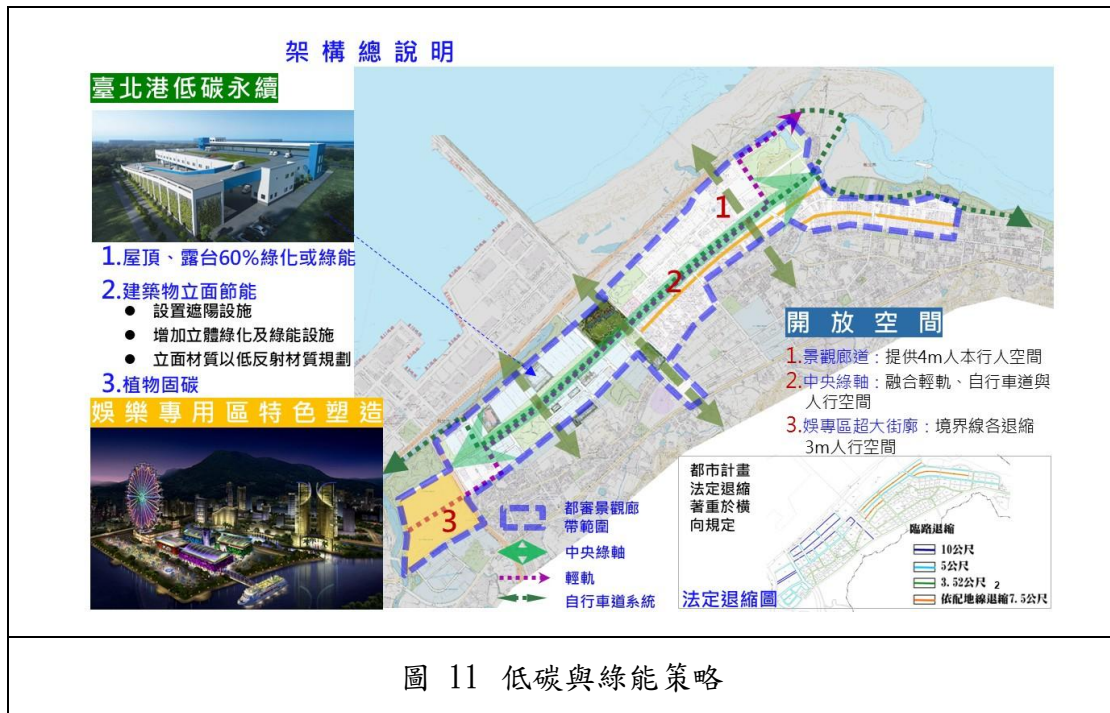 架構總說明
臺北港低碳永續
1.屋頂、露台60%綠化或綠能
2.建築物立面節能
● 設置遮陽設施
● 增加立體綠化及綠能設施
● 立面材質以低反射材質規劃
3.植物固碳
娛樂專用區特色塑造
1
2
3
開放空間
1.景觀廊道：提供4m人本行人空間
2.中央綠軸：融合輕軌、自行車道與
人行空間
3.娛專區超大街廓：境界線各退縮
3m人行空間
都審景觀廊
帶範圍
中央綠軸
輕軌
自行車道系統
都市計畫
法定退縮
著重於橫
向規定
法定退縮圖
臨路退縮
10公尺
5公尺
3.52公尺
2
依配地線退縮7.5公尺
圖 11 低碳與綠能策略